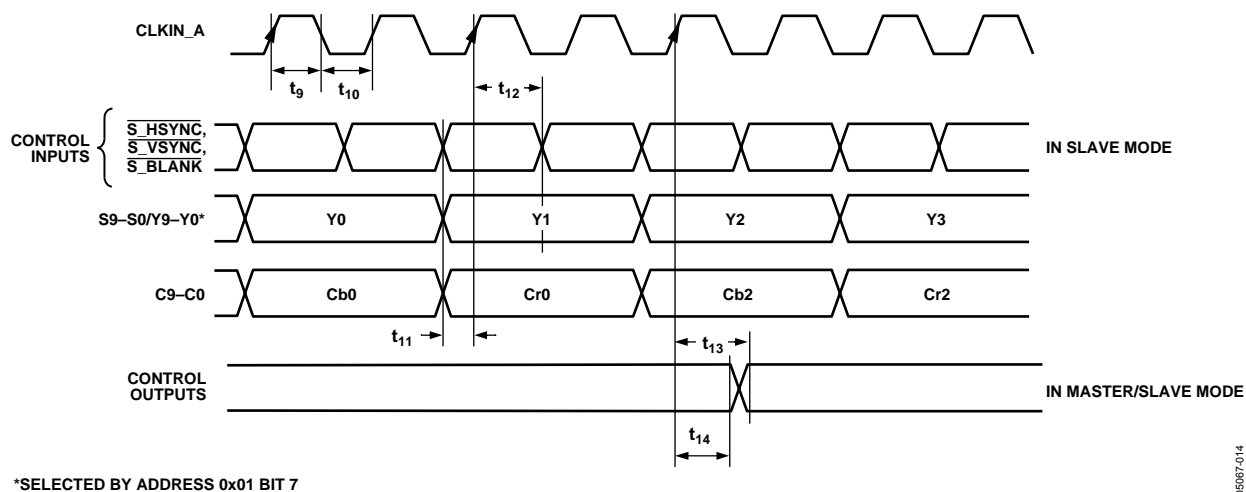 CLKIN_A
t9
t10
t12
CONTROL
INPUTS
S_HSYNC,
S_VSYNC,
S_BLANK
IN SLAVE MODE
S9–S0/Y9–Y0*
Y0
Y1
Y2
Y3
C9–C0
Cb0
Cr0
Cb2
Cr2
t11
t13
CONTROL
OUTPUTS
IN MASTER/SLAVE MODE
t14
*SELECTED BY ADDRESS 0x01 BIT 7
05067-014